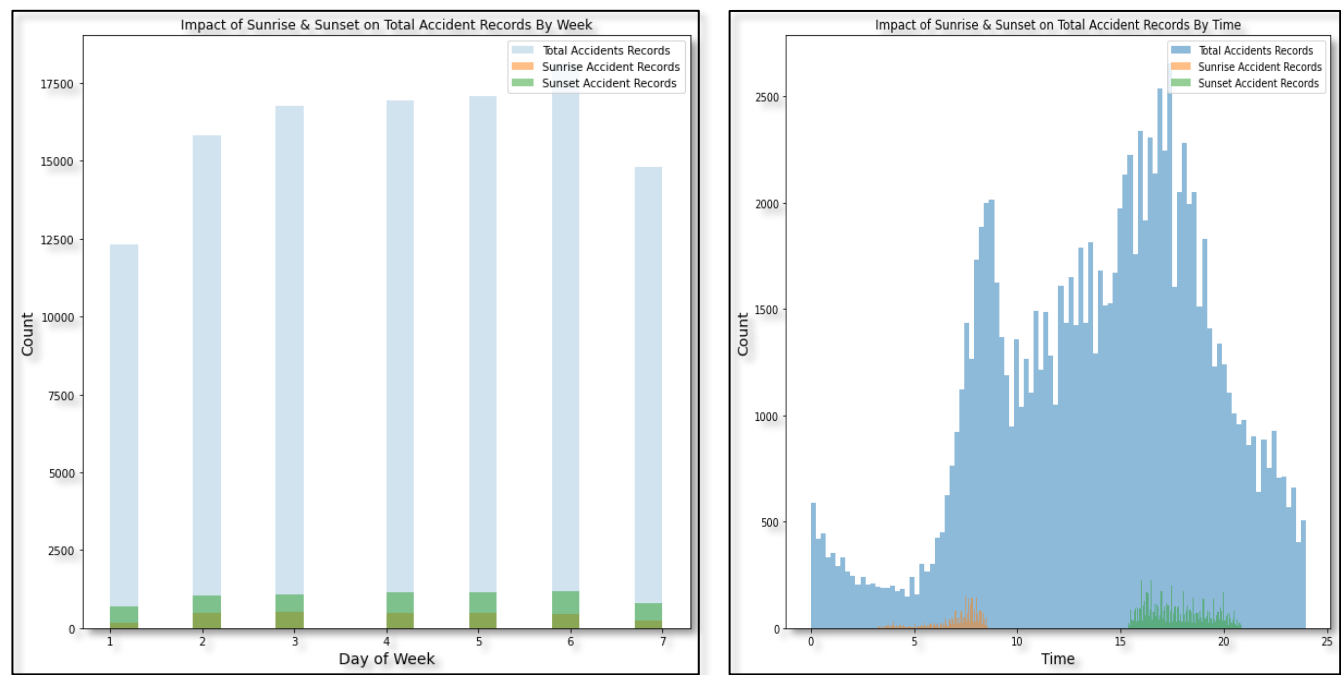 Impact of Sunrise & Sunset on Total Accident Records By Week
Total Accidents Records
Sunrise Accident Records
Sunset Accident Records
17500
15000
12500
10000
7500
5000
2500
0
Count
1 2 3 4 5 6 7
Day of Week
Impact of Sunrise & Sunset on Total Accident Records By Time
Total Accidents Records
Sunrise Accident Records
Sunset Accident Records
2500
2000
1500
1000
500
0
Count
0 5 10 15 20 25
Time